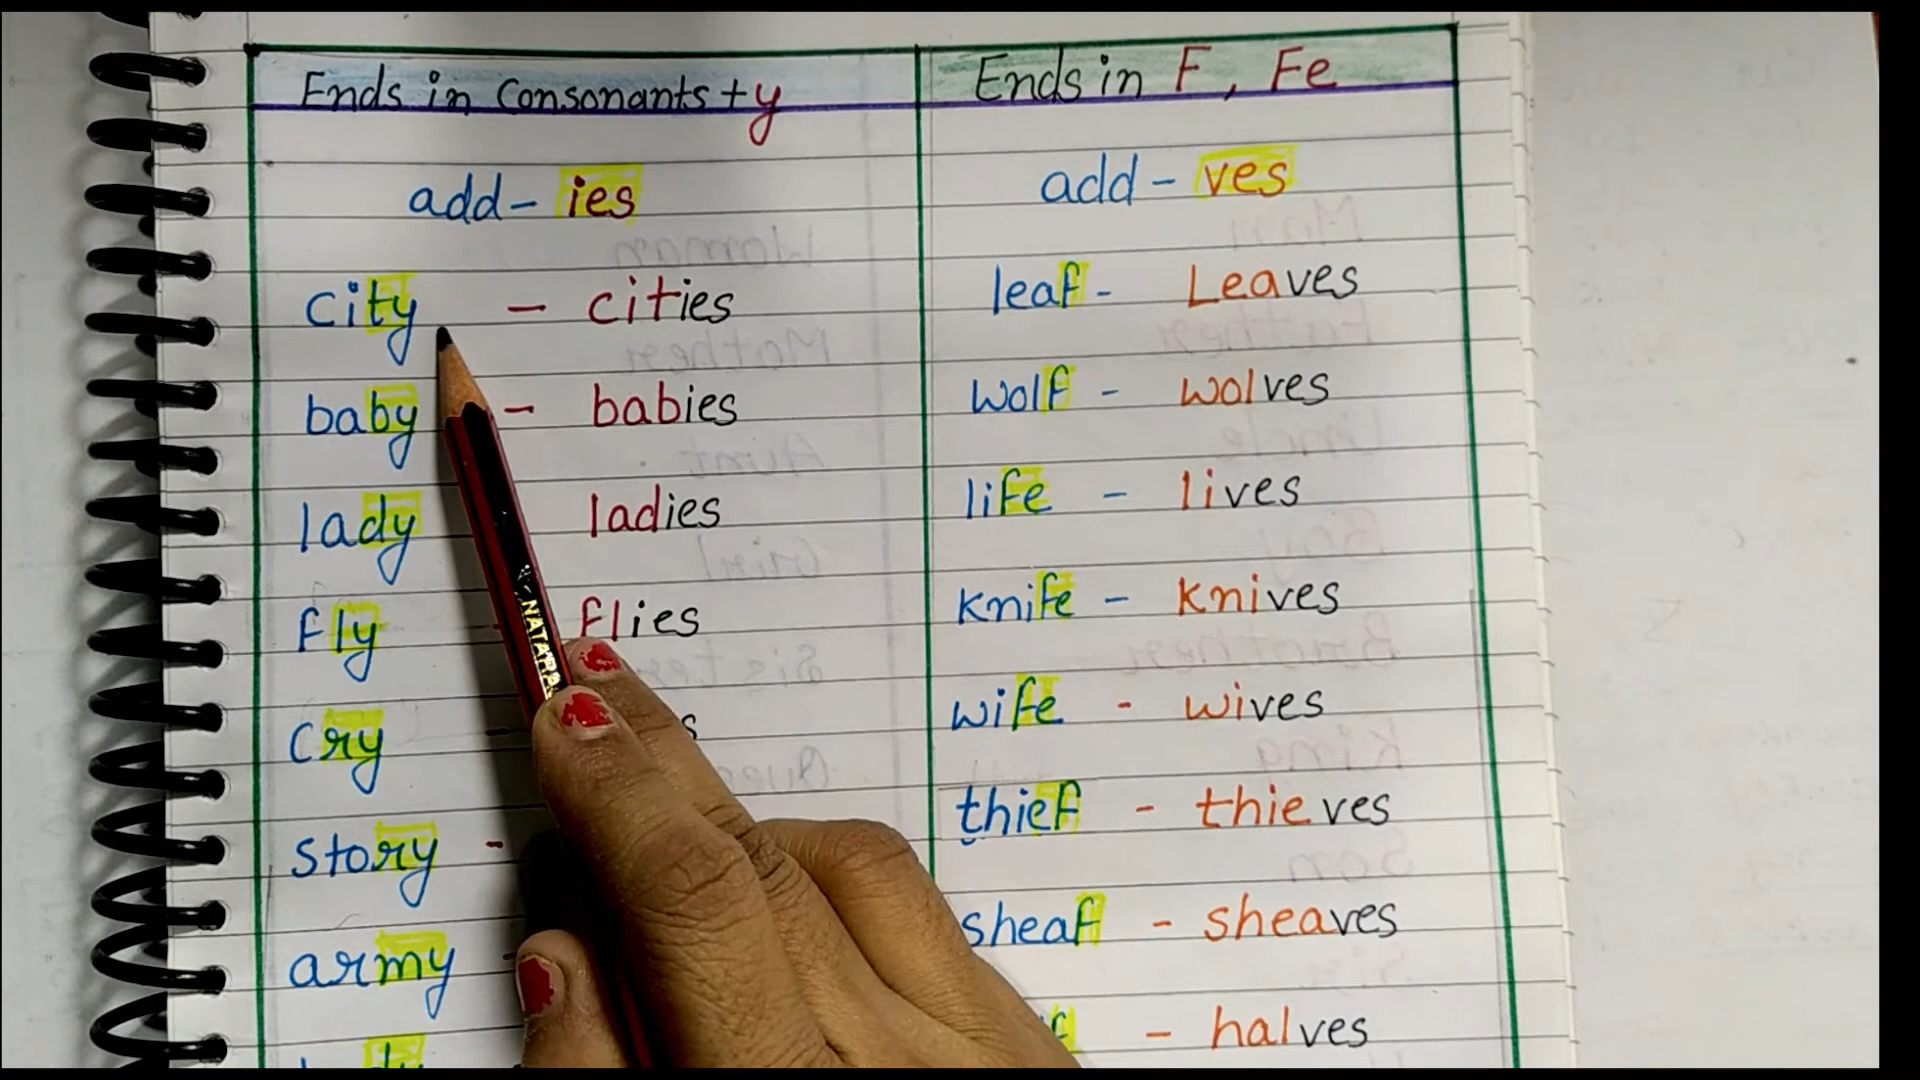 Ends in Consonants + y
add - ies
city - cities
baby - babies
lady - ladies
fly - flies
cry - s
story -
army -
Ends in F, Fe
add - ves
leaf - Leaves
wolf - wolves
life - lives
knife - knives
wife - wives
thief - thieves
sheaf - sheaves
f - halves
NATARA